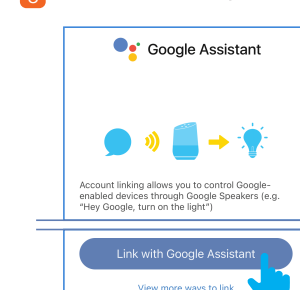 Google Assistant
Account linking allows you to control Google-
enabled devices through Google Speakers (e.g.
“Hey Google, turn on the light”)
Link with Google Assistant
View more ways to link